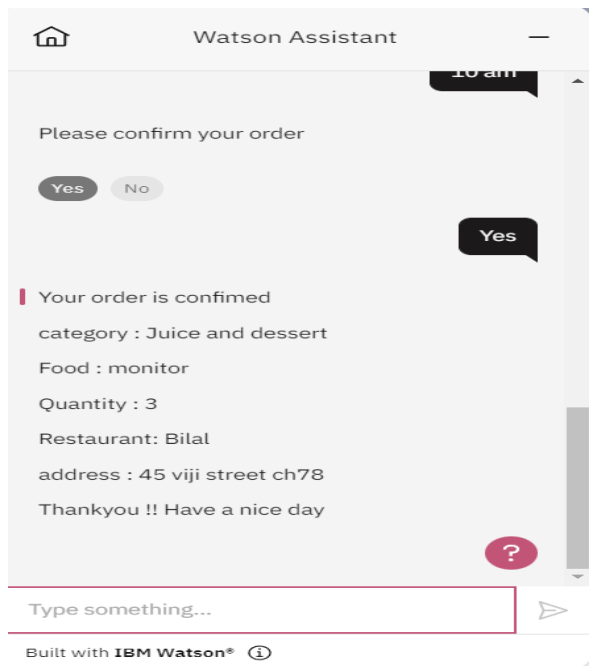 Watson Assistant
10 am
Please confirm your order
Yes No
Yes
Your order is confimed
category : Juice and dessert
Food : monitor
Quantity : 3
Restaurant: Bilal
address : 45 viji street ch78
Thankyou !! Have a nice day
?
Type something...
Built with IBM Watson®